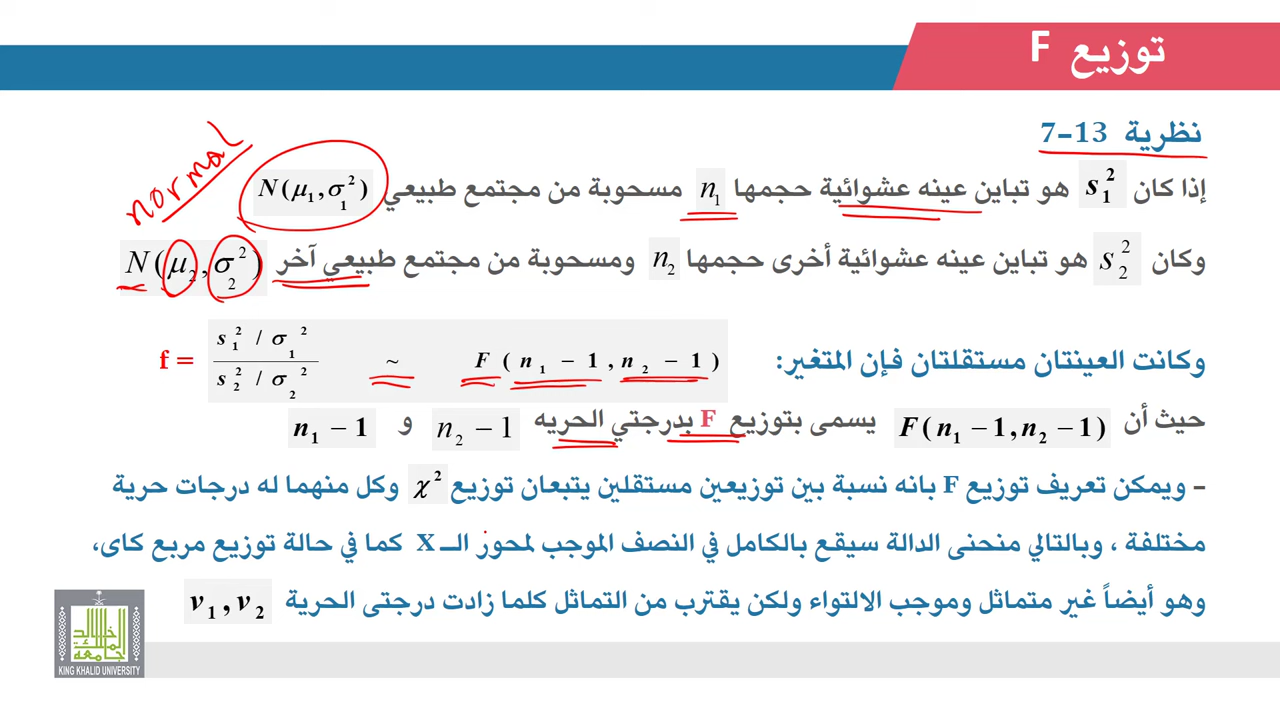 توزيع F
نظرية 13-7
إذا كان s₁² هو تباين عينه عشوائية حجمها n₁ مسحوبة من مجتمع طبيعي N(μ₁,σ₁²)
normal
وكان s₂² هو تباين عينه عشوائية أخرى حجمها n₂ ومسحوبة من مجتمع طبيعي آخر N(μ₂,σ₂²)
وكانت العينتان مستقلتان فإن المتغير:
f = (s₁² / σ₁²) / (s₂² / σ₂²) ~ F(n₁ − 1, n₂ − 1)
حيث أن F(n₁ − 1, n₂ − 1) يسمى بتوزيع F بدرجتي الحريه n₂ − 1 و n₁ − 1
– ويمكن تعريف توزيع F بانه نسبة بين توزيعين مستقلين يتبعان توزيع χ² وكل منهما له درجات حرية
مختلفة ، وبالتالي منحنى الدالة سيقع بالكامل في النصف الموجب لمحور الــ X كما في حالة توزيع مربع كاى،
وهو أيضاً غير متماثل وموجب الالتواء ولكن يقترب من التماثل كلما زادت درجتى الحرية v₁, v₂
جامعة الملك خالد
KING KHALID UNIVERSITY